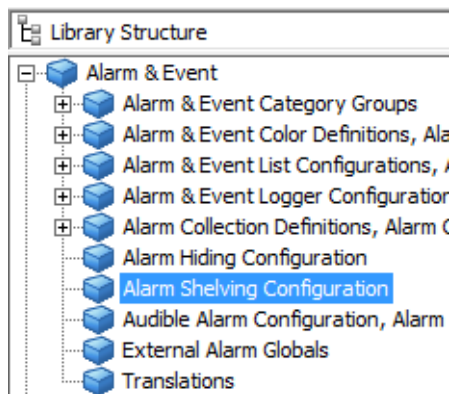 Library Structure
Alarm & Event
Alarm & Event Category Groups
Alarm & Event Color Definitions, Ala
Alarm & Event List Configurations, A
Alarm & Event Logger Configuration
Alarm Collection Definitions, Alarm C
Alarm Hiding Configuration
Alarm Shelving Configuration
Audible Alarm Configuration, Alarm
External Alarm Globals
Translations